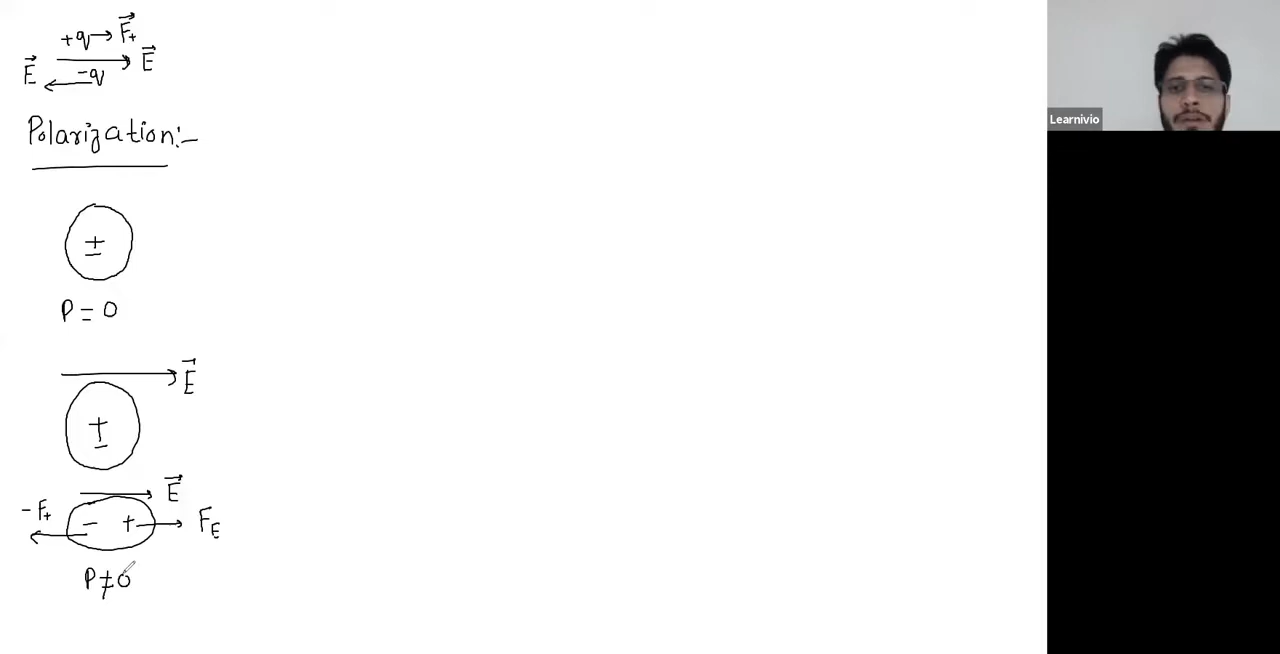 +q → F⃗₊
E⃗ → E⃗
← -q
Polarization:-
±
P = 0
E⃗
±
E⃗
-F₊ - + F_E
P ≠ 0
Learnivio